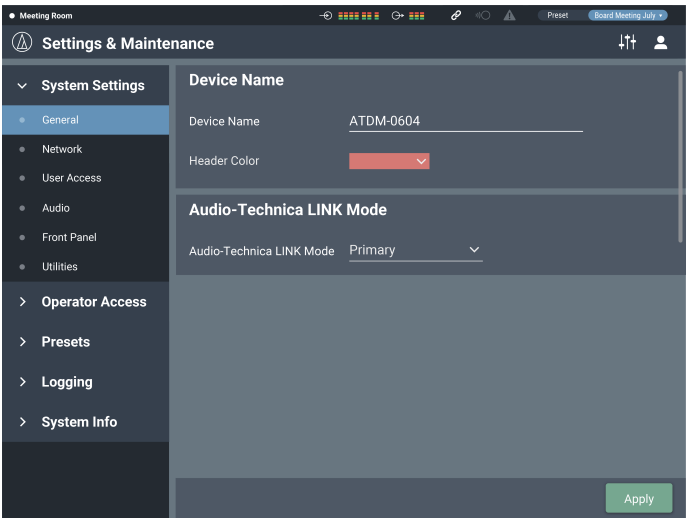 Meeting Room
Preset
Board Meeting July
Settings & Maintenance
System Settings
General
Network
User Access
Audio
Front Panel
Utilities
Operator Access
Presets
Logging
System Info
Device Name
Device Name ATDM-0604
Header Color
Audio-Technica LINK Mode
Audio-Technica LINK Mode Primary
Apply